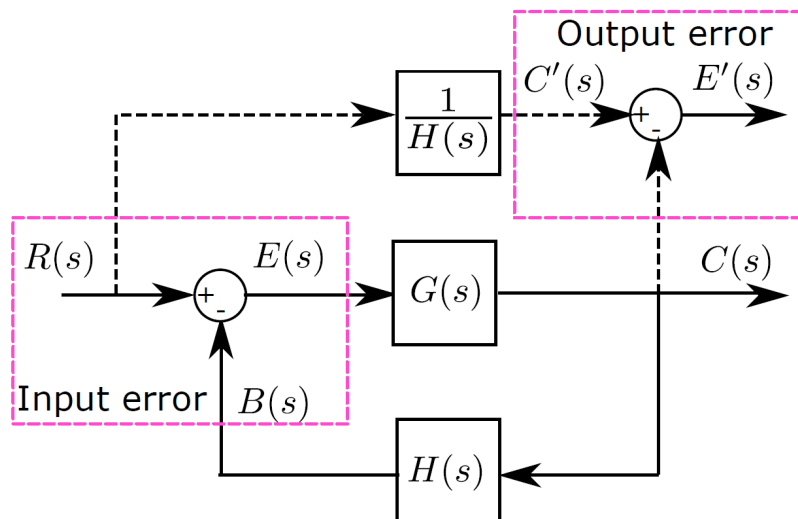 Output error
C′(s)
E′(s)
1
H(s)
+
-
R(s)
E(s)
G(s)
C(s)
+
-
Input error
B(s)
H(s)